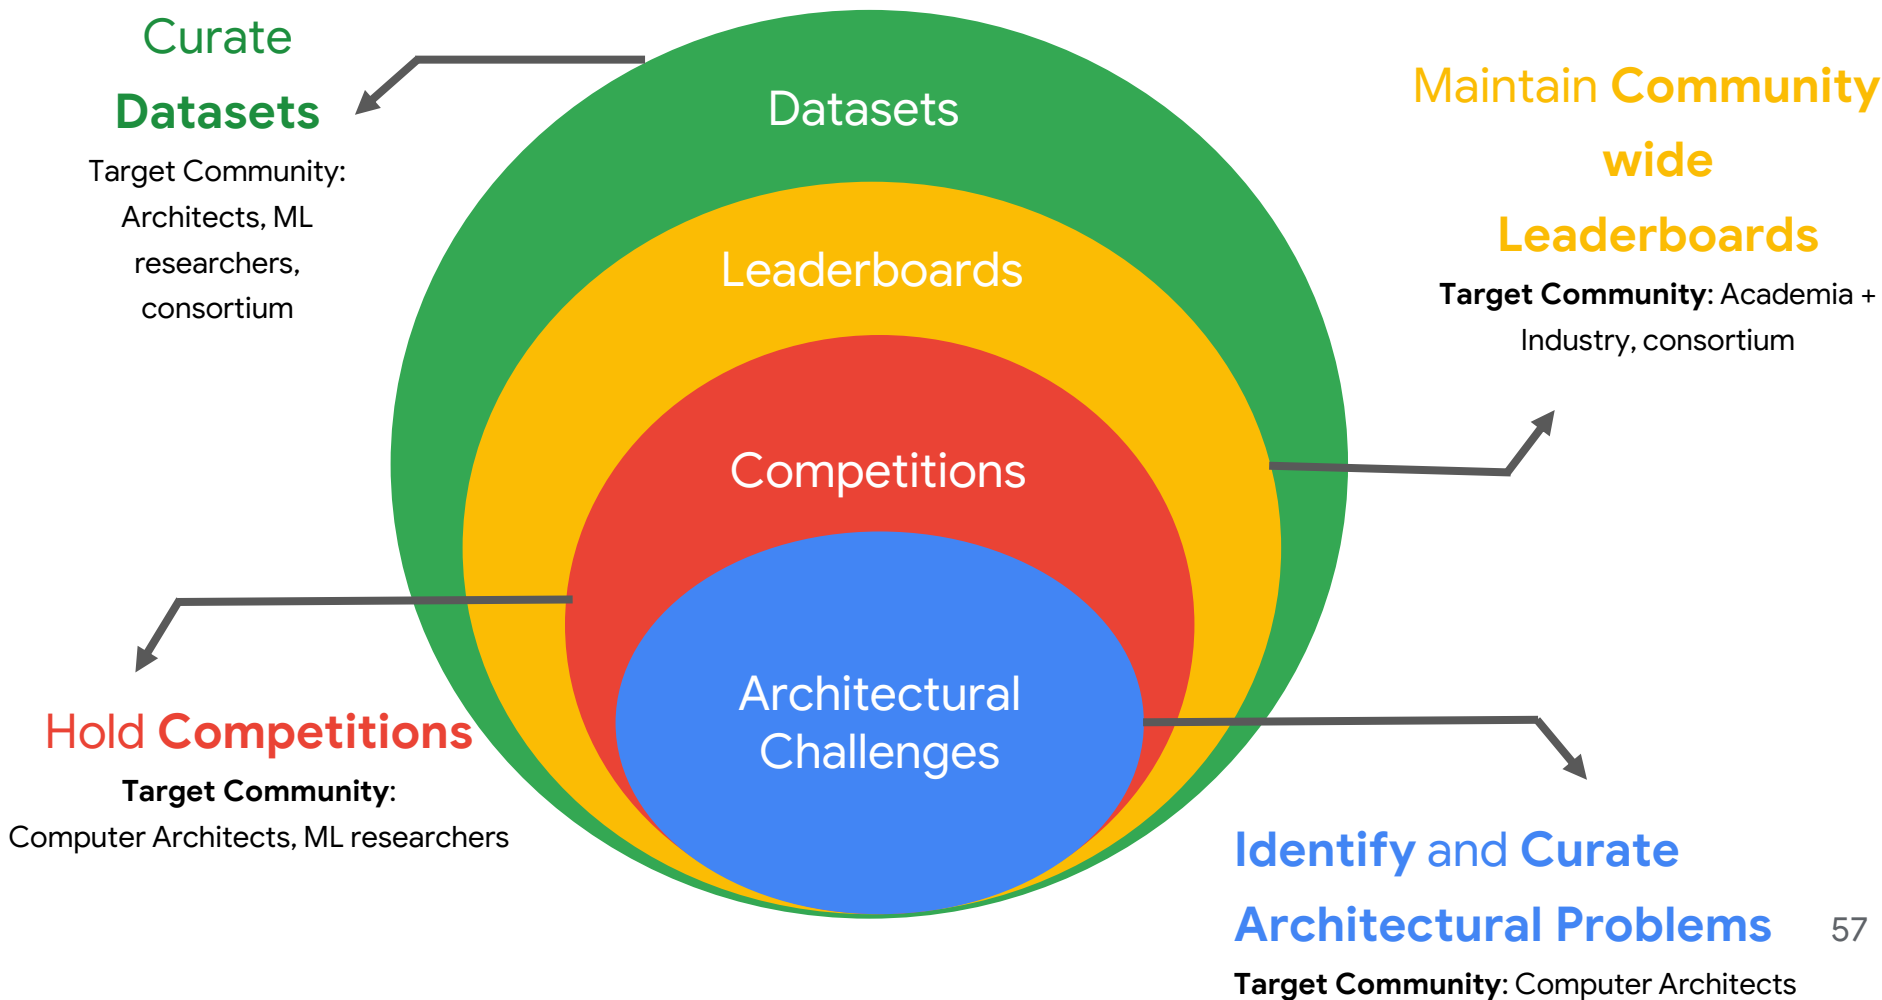 Curate
Datasets
Target Community:
Architects, ML
researchers,
consortium
Datasets
Leaderboards
Competitions
Architectural
Challenges
Maintain Community
wide
Leaderboards
Target Community: Academia +
Industry, consortium
Hold Competitions
Target Community:
Computer Architects, ML researchers
Identify and Curate
Architectural Problems
Target Community: Computer Architects
57